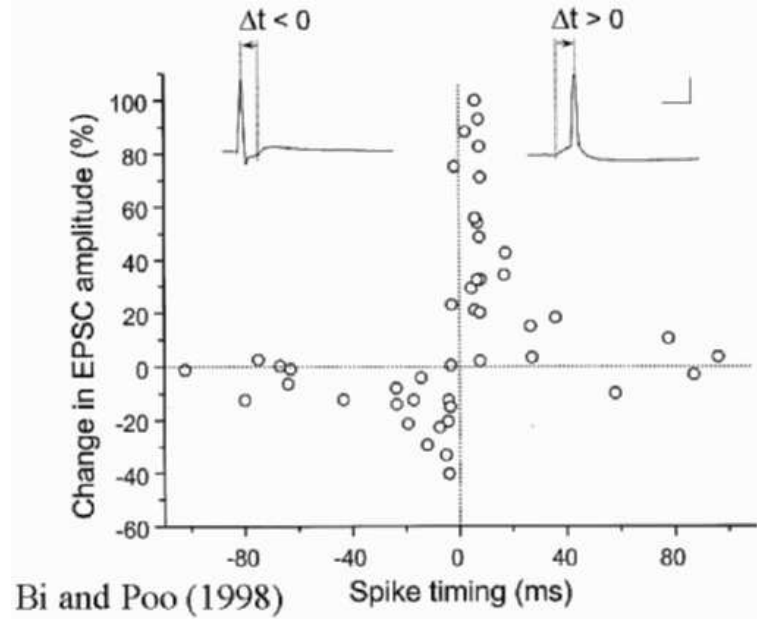 Δt < 0
Δt > 0
Change in EPSC amplitude (%)
100
80
60
40
20
0
-20
-40
-60
-80
-40
0
40
80
Spike timing (ms)
Bi and Poo (1998)